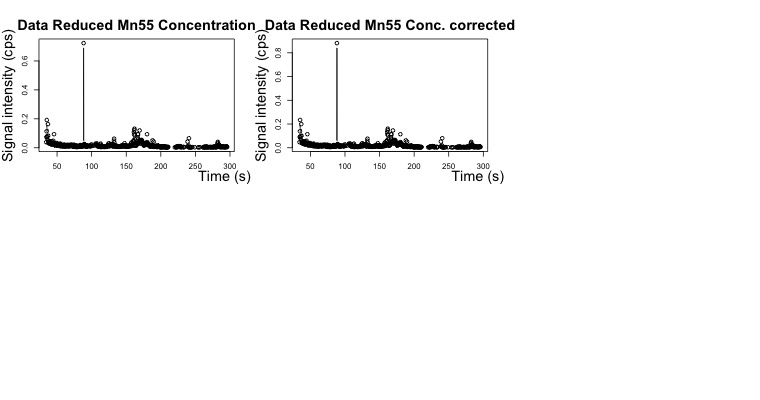 Data Reduced Mn55 Concentration
Signal intensity (cps)
0.0 0.2 0.4 0.6
50 100 150 200 250 300
Time (s)
Data Reduced Mn55 Conc. corrected
Signal intensity (cps)
0.0 0.2 0.4 0.6 0.8
50 100 150 200 250 300
Time (s)